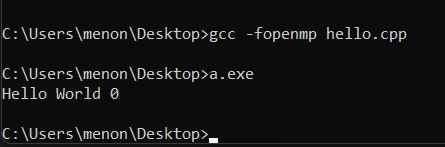 C:\Users\menon\Desktop>gcc -fopenmp hello.cpp
C:\Users\menon\Desktop>a.exe
Hello World 0
C:\Users\menon\Desktop>